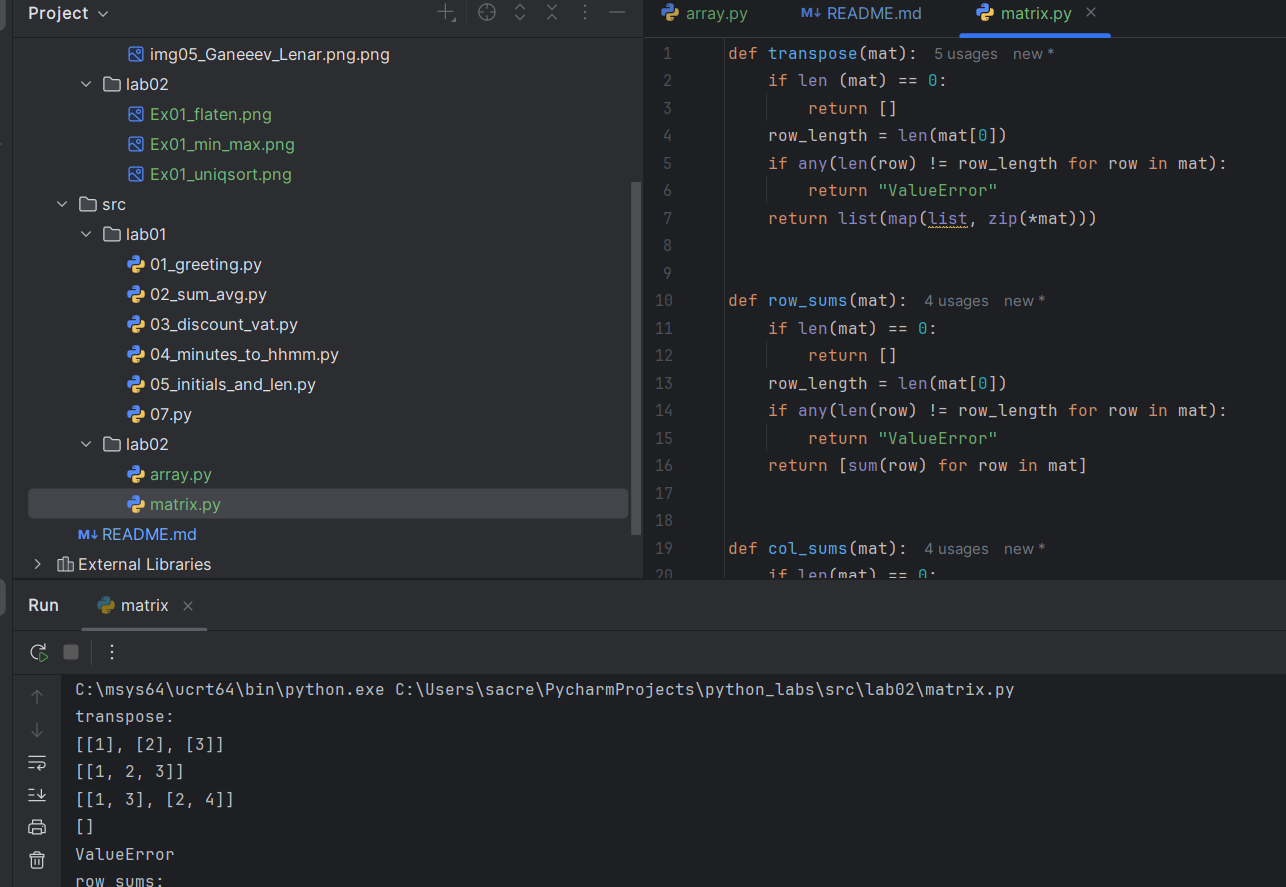 Project
img05_Ganeeev_Lenar.png.png
lab02
Ex01_flaten.png
Ex01_min_max.png
Ex01_uniqsort.png
src
lab01
01_greeting.py
02_sum_avg.py
03_discount_vat.py
04_minutes_to_hhmm.py
05_initials_and_len.py
07.py
lab02
array.py
matrix.py
M↓ README.md
External Libraries
array.py M↓ README.md matrix.py ×
1 def transpose(mat): 5 usages new *
2 if len (mat) == 0:
3 return []
4 row_length = len(mat[0])
5 if any(len(row) != row_length for row in mat):
6 return "ValueError"
7 return list(map(list, zip(*mat)))
8
9
10 def row_sums(mat): 4 usages new *
11 if len(mat) == 0:
12 return []
13 row_length = len(mat[0])
14 if any(len(row) != row_length for row in mat):
15 return "ValueError"
16 return [sum(row) for row in mat]
17
18
19 def col_sums(mat): 4 usages new *
20 if len(mat) == 0:
Run matrix ×
C:\msys64\ucrt64\bin\python.exe C:\Users\sacre\PycharmProjects\python_labs\src\lab02\matrix.py
transpose:
[[1], [2], [3]]
[[1, 2, 3]]
[[1, 3], [2, 4]]
[]
ValueError
row sums: